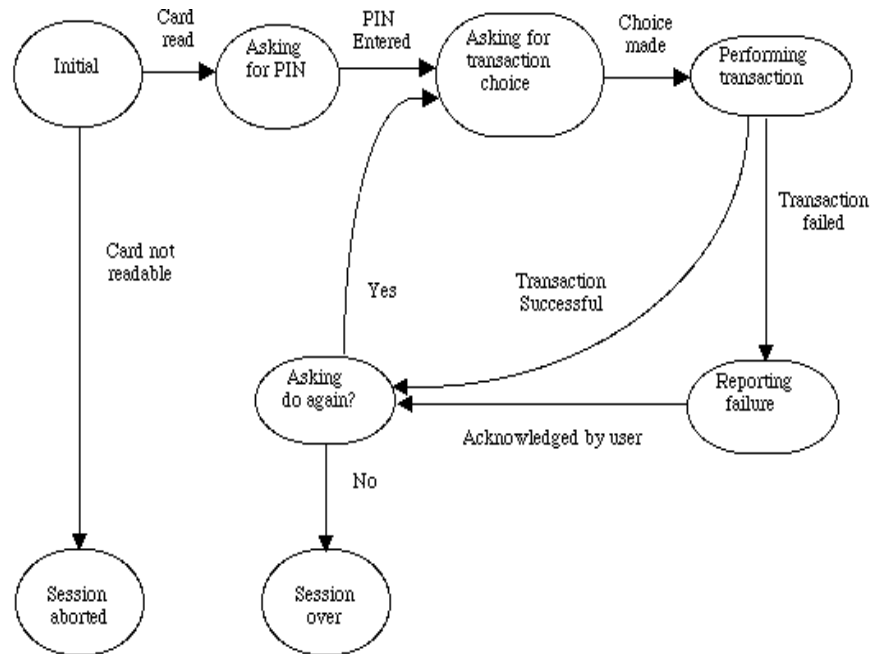 Card
read
PIN
Entered
Choice
made
Initial
Asking
for PIN
Asking for
transaction
choice
Performing
transaction
Card not
readable
Yes
Transaction
Successful
Transaction
failed
Asking
do again?
Reporting
failure
Acknowledged by user
No
Session
aborted
Session
over